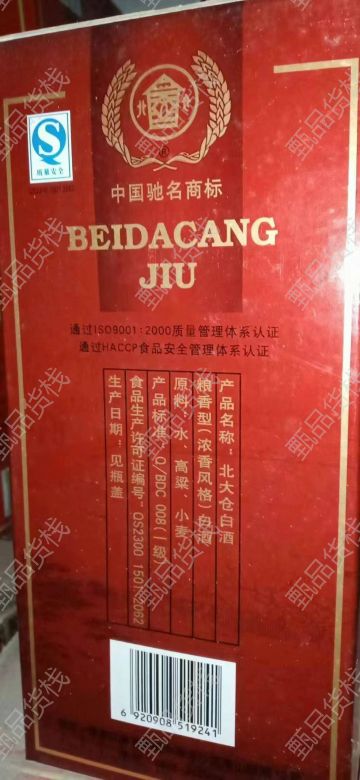 北 仓
质量安全
®
中国驰名商标
BEIDACANG
JIU
通过ISO9001:2000质量管理体系认证
通过HACCP食品安全管理体系认证
产品名称：北大仓白酒
粮香型(浓香风格)白酒
原料：水、高粱、小麦
产品标准：Q/BDC 008(一级)
食品生产许可证编号：QS2300 1501 2062
生产日期：见瓶盖
6 920908 519241
甄品货栈